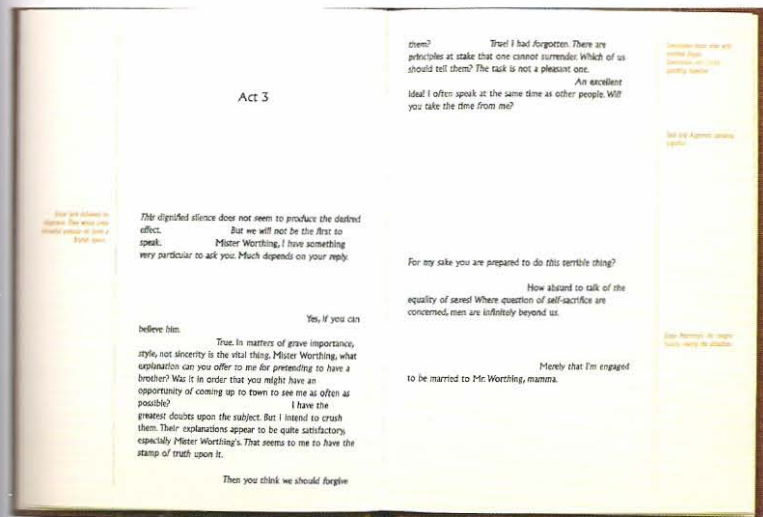 Act 3
This dignified silence does not seem to produce the desired
effect. But we will not be the first to
speak. Mister Worthing, I have something
very particular to ask you. Much depends on your reply.
Yes, if you can
believe him.
True. In matters of grave importance,
style, not sincerity is the vital thing. Mister Worthing, what
explanation can you offer to me for pretending to have a
brother? Was it in order that you might have an
opportunity of coming up to town to see me as often as
possible? I have the
greatest doubts upon the subject. But I intend to crush
them. Their explanations appear to be quite satisfactory,
especially Mister Worthing's. That seems to me to have the
stamp of truth upon it.
Then you think we should forgive
them? True! I had forgotten. There are
principles at stake that one cannot surrender. Which of us
should tell them? The task is not a pleasant one.
An excellent
idea! I often speak at the same time as other people. Will
you take the time from me?
For my sake you are prepared to do this terrible thing?
How absurd to talk of the
equality of sexes! Where question of self-sacrifice are
concerned, men are infinitely beyond us.
Merely that I'm engaged
to be married to Mr. Worthing, mamma.